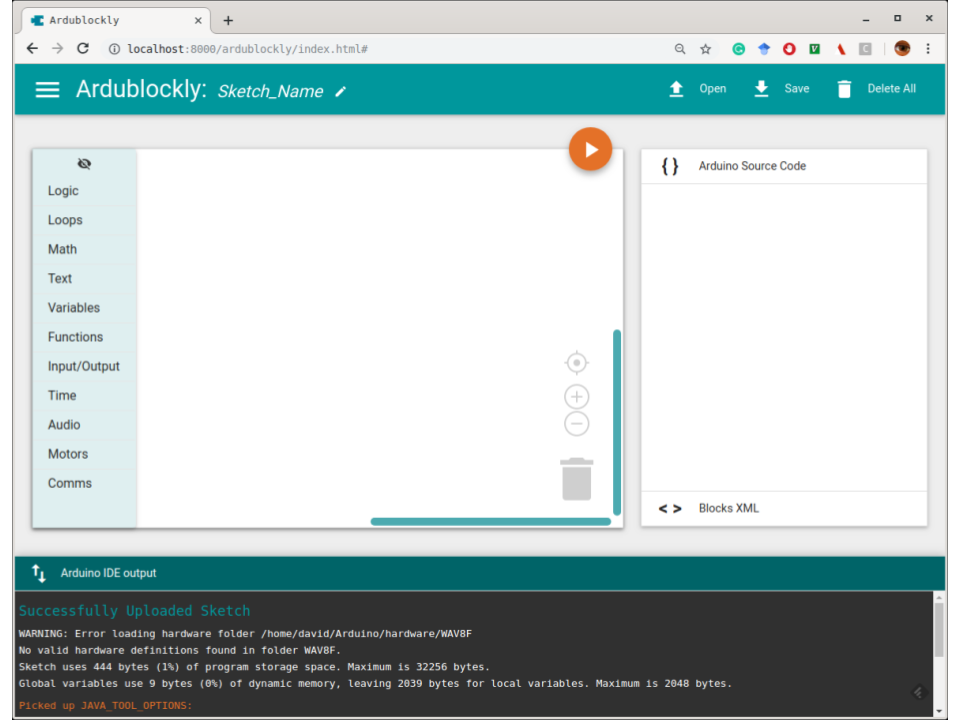 Ardublockly
localhost:8000/ardublockly/index.html#
Ardublockly: Sketch_Name
Open
Save
Delete All
Logic
Loops
Math
Text
Variables
Functions
Input/Output
Time
Audio
Motors
Comms
{ } Arduino Source Code
< > Blocks XML
Arduino IDE output
Successfully Uploaded Sketch
WARNING: Error loading hardware folder /home/david/Arduino/hardware/WAV8F
No valid hardware definitions found in folder WAV8F.
Sketch uses 444 bytes (1%) of program storage space. Maximum is 32256 bytes.
Global variables use 9 bytes (0%) of dynamic memory, leaving 2039 bytes for local variables. Maximum is 2048 bytes.
Picked up JAVA_TOOL_OPTIONS: